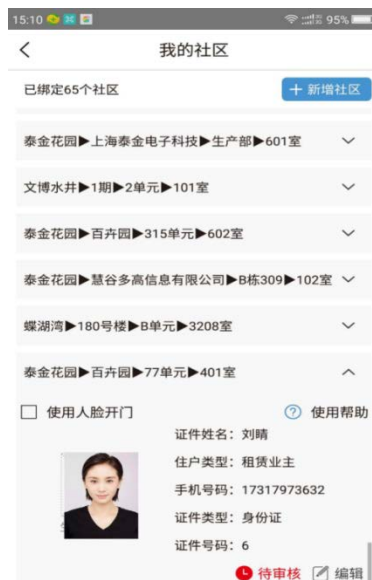 15:10 95%
我的社区
已绑定65个社区 + 新增社区
泰金花园▶上海泰金电子科技▶生产部▶601室
文博水井▶1期▶2单元▶101室
泰金花园▶百卉园▶315单元▶602室
泰金花园▶慧谷多高信息有限公司▶B栋309▶102室
蝶湖湾▶180号楼▶B单元▶3208室
泰金花园▶百卉园▶77单元▶401室
使用人脸开门 ? 使用帮助
证件姓名：刘晴
住户类型：租赁业主
手机号码：17317973632
证件类型：身份证
证件号码：6
待审核 编辑